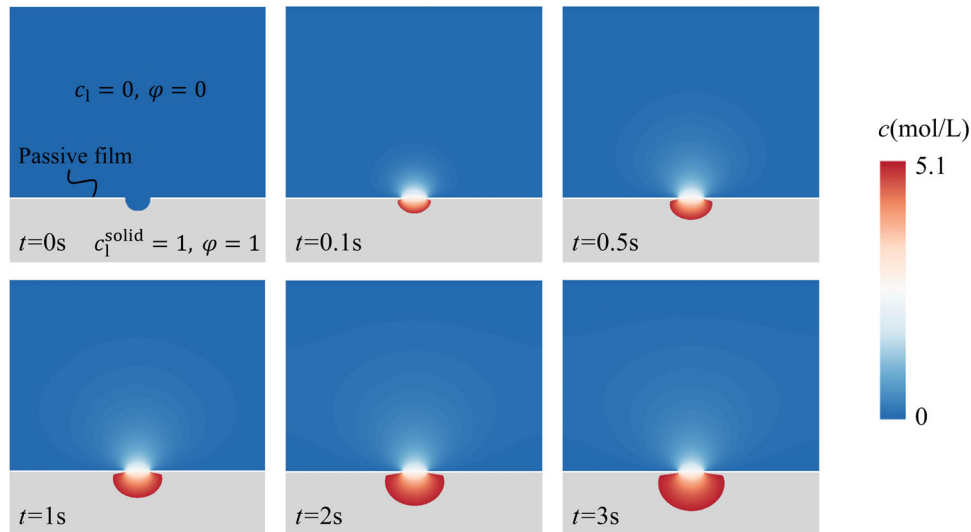 c_l = 0, φ = 0
Passive film
t=0s
c_l^solid = 1, φ = 1
t=0.1s
t=0.5s
c(mol/L)
5.1
0
t=1s
t=2s
t=3s